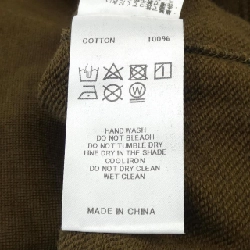 COTTON 100%
HAND WASH
DO NOT BLEACH
DO NOT TUMBLE DRY
LINE DRY IN THE SHADE
COOL IRON
DO NOT DRY CLEAN
WET CLEAN
MADE IN CHINA